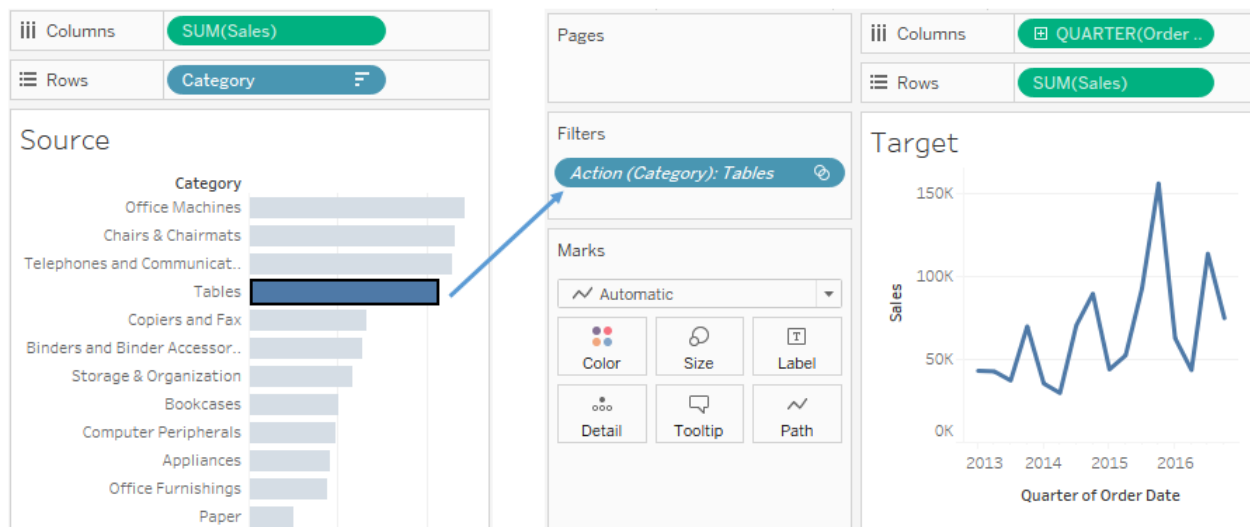 Columns SUM(Sales)
Rows Category
Source
Category
Office Machines
Chairs & Chairmats
Telephones and Communicat..
Tables
Copiers and Fax
Binders and Binder Accessor..
Storage & Organization
Bookcases
Computer Peripherals
Appliances
Office Furnishings
Paper
Pages
Filters
Action (Category): Tables
Marks
Automatic
Color Size Label
Detail Tooltip Path
Columns QUARTER(Order ..
Rows SUM(Sales)
Target
150K
100K
50K
0K
Sales
2013 2014 2015 2016
Quarter of Order Date